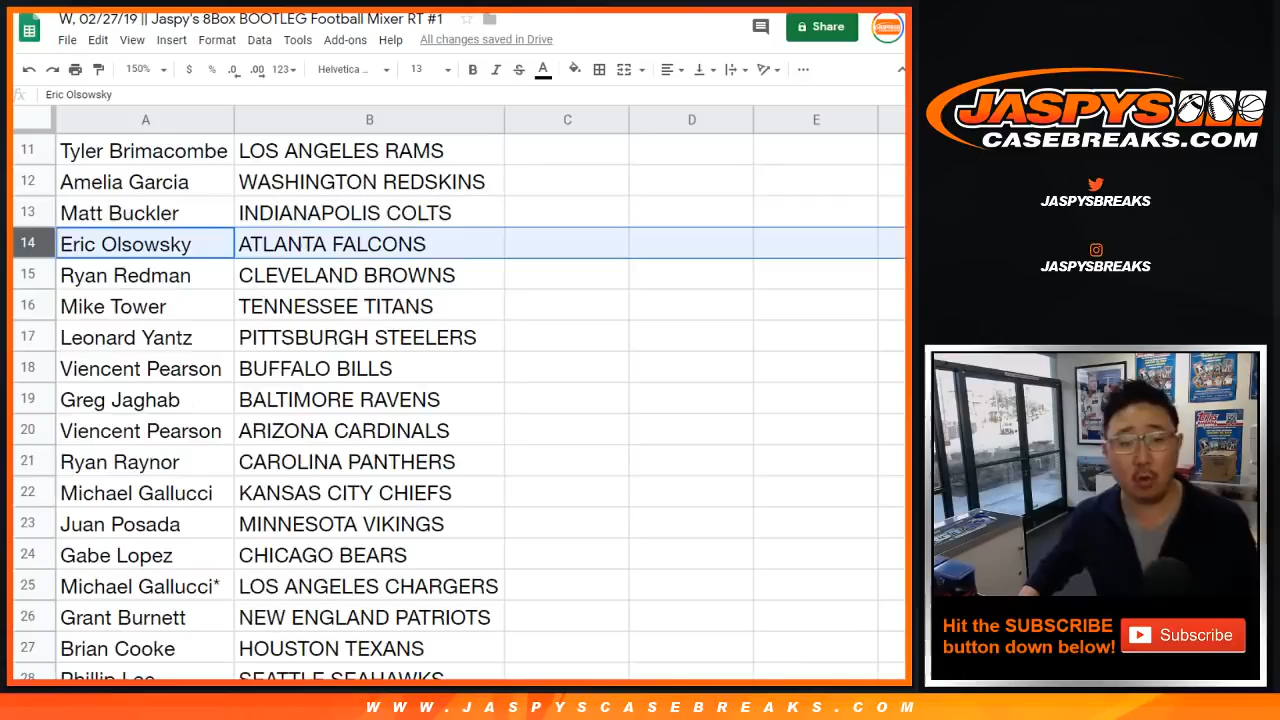 W, 02/27/19 || Jaspy's 8Box BOOTLEG Football Mixer RT #1
File Edit View Insert Format Data Tools Add-ons Help All changes saved in Drive
Share
150% $ % .0 .00 123 Helvetica ... 13 B I S A ...
fx Eric Olsowsky
A B C D E
11 Tyler Brimacombe LOS ANGELES RAMS
12 Amelia Garcia WASHINGTON REDSKINS
13 Matt Buckler INDIANAPOLIS COLTS
14 Eric Olsowsky ATLANTA FALCONS
15 Ryan Redman CLEVELAND BROWNS
16 Mike Tower TENNESSEE TITANS
17 Leonard Yantz PITTSBURGH STEELERS
18 Viencent Pearson BUFFALO BILLS
19 Greg Jaghab BALTIMORE RAVENS
20 Viencent Pearson ARIZONA CARDINALS
21 Ryan Raynor CAROLINA PANTHERS
22 Michael Gallucci KANSAS CITY CHIEFS
23 Juan Posada MINNESOTA VIKINGS
24 Gabe Lopez CHICAGO BEARS
25 Michael Gallucci* LOS ANGELES CHARGERS
26 Grant Burnett NEW ENGLAND PATRIOTS
27 Brian Cooke HOUSTON TEXANS
28 Phillip Lee SEATTLE SEAHAWKS
JASPYS
CASEBREAKS.COM
JASPYSBREAKS
JASPYSBREAKS
Hit the SUBSCRIBE
button down below!
Subscribe
WWW.JASPYSCASEBREAKS.COM